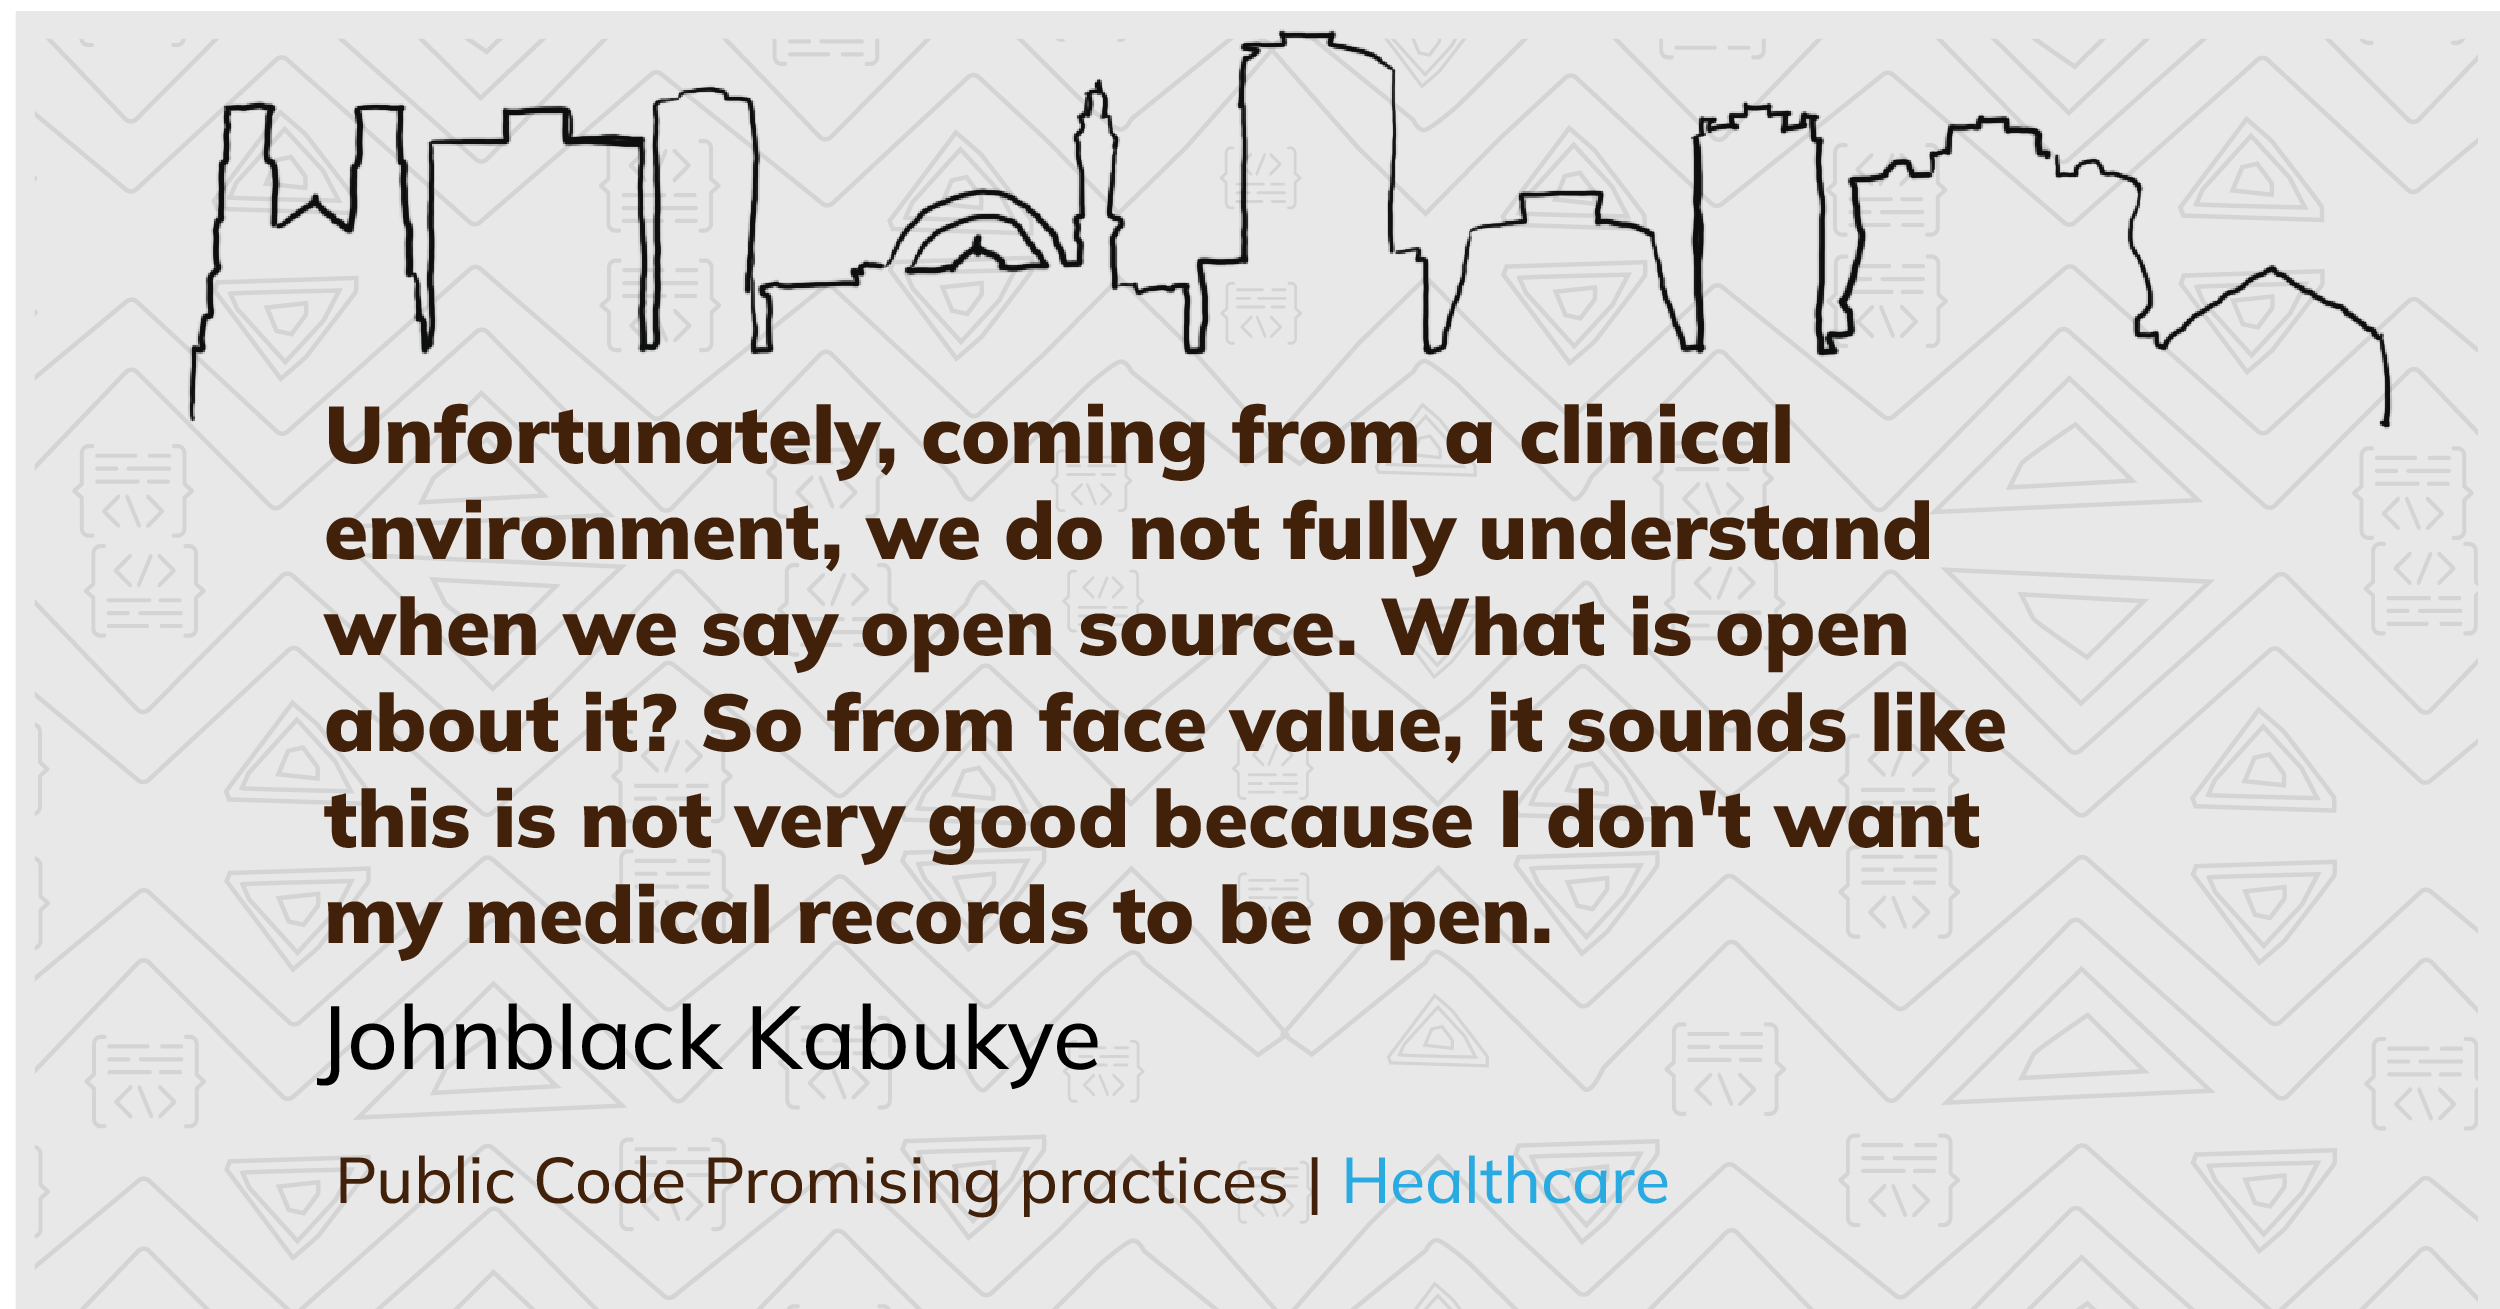 Unfortunately, coming from a clinical
environment, we do not fully understand
when we say open source. What is open
about it? So from face value, it sounds like
this is not very good because I don't want
my medical records to be open.
Johnblack Kabukye
Public Code Promising practices | Healthcare